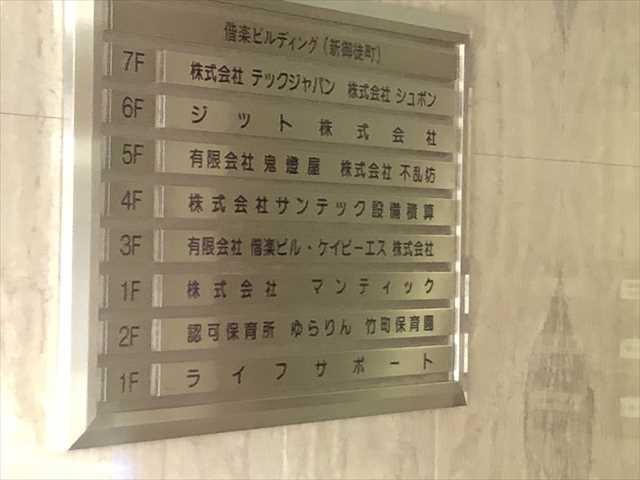 偕楽ビルディング（新御徒町）
7F 株式会社 テックジャパン 株式会社 シュポン
6F ジット株式会社
5F 有限会社 鬼燈屋 株式会社 不乱坊
4F 株式会社サンテック設備積算
3F 有限会社 偕楽ビル・ケイビーエス 株式会社
1F 株式会社 マンティック
2F 認可保育所 ゆらりん 竹町保育園
1F ライフサポート